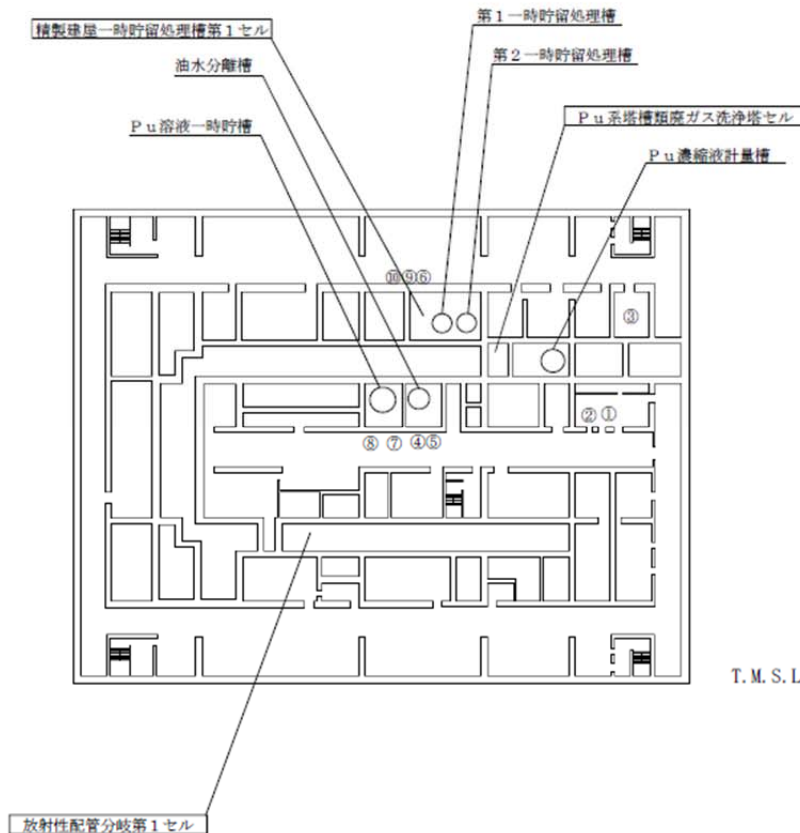 第１一時貯留処理槽
精製建屋一時貯留処理槽第１セル
第２一時貯留処理槽
油水分離槽
Ｐｕ系塔槽類廃ガス洗浄塔セル
Ｐｕ溶液一時貯槽
Ｐｕ濃縮液計量槽
⑩⑨⑥
③
② ①
⑧ ⑦ ④⑤
T.M.S.L
放射性配管分岐第１セル